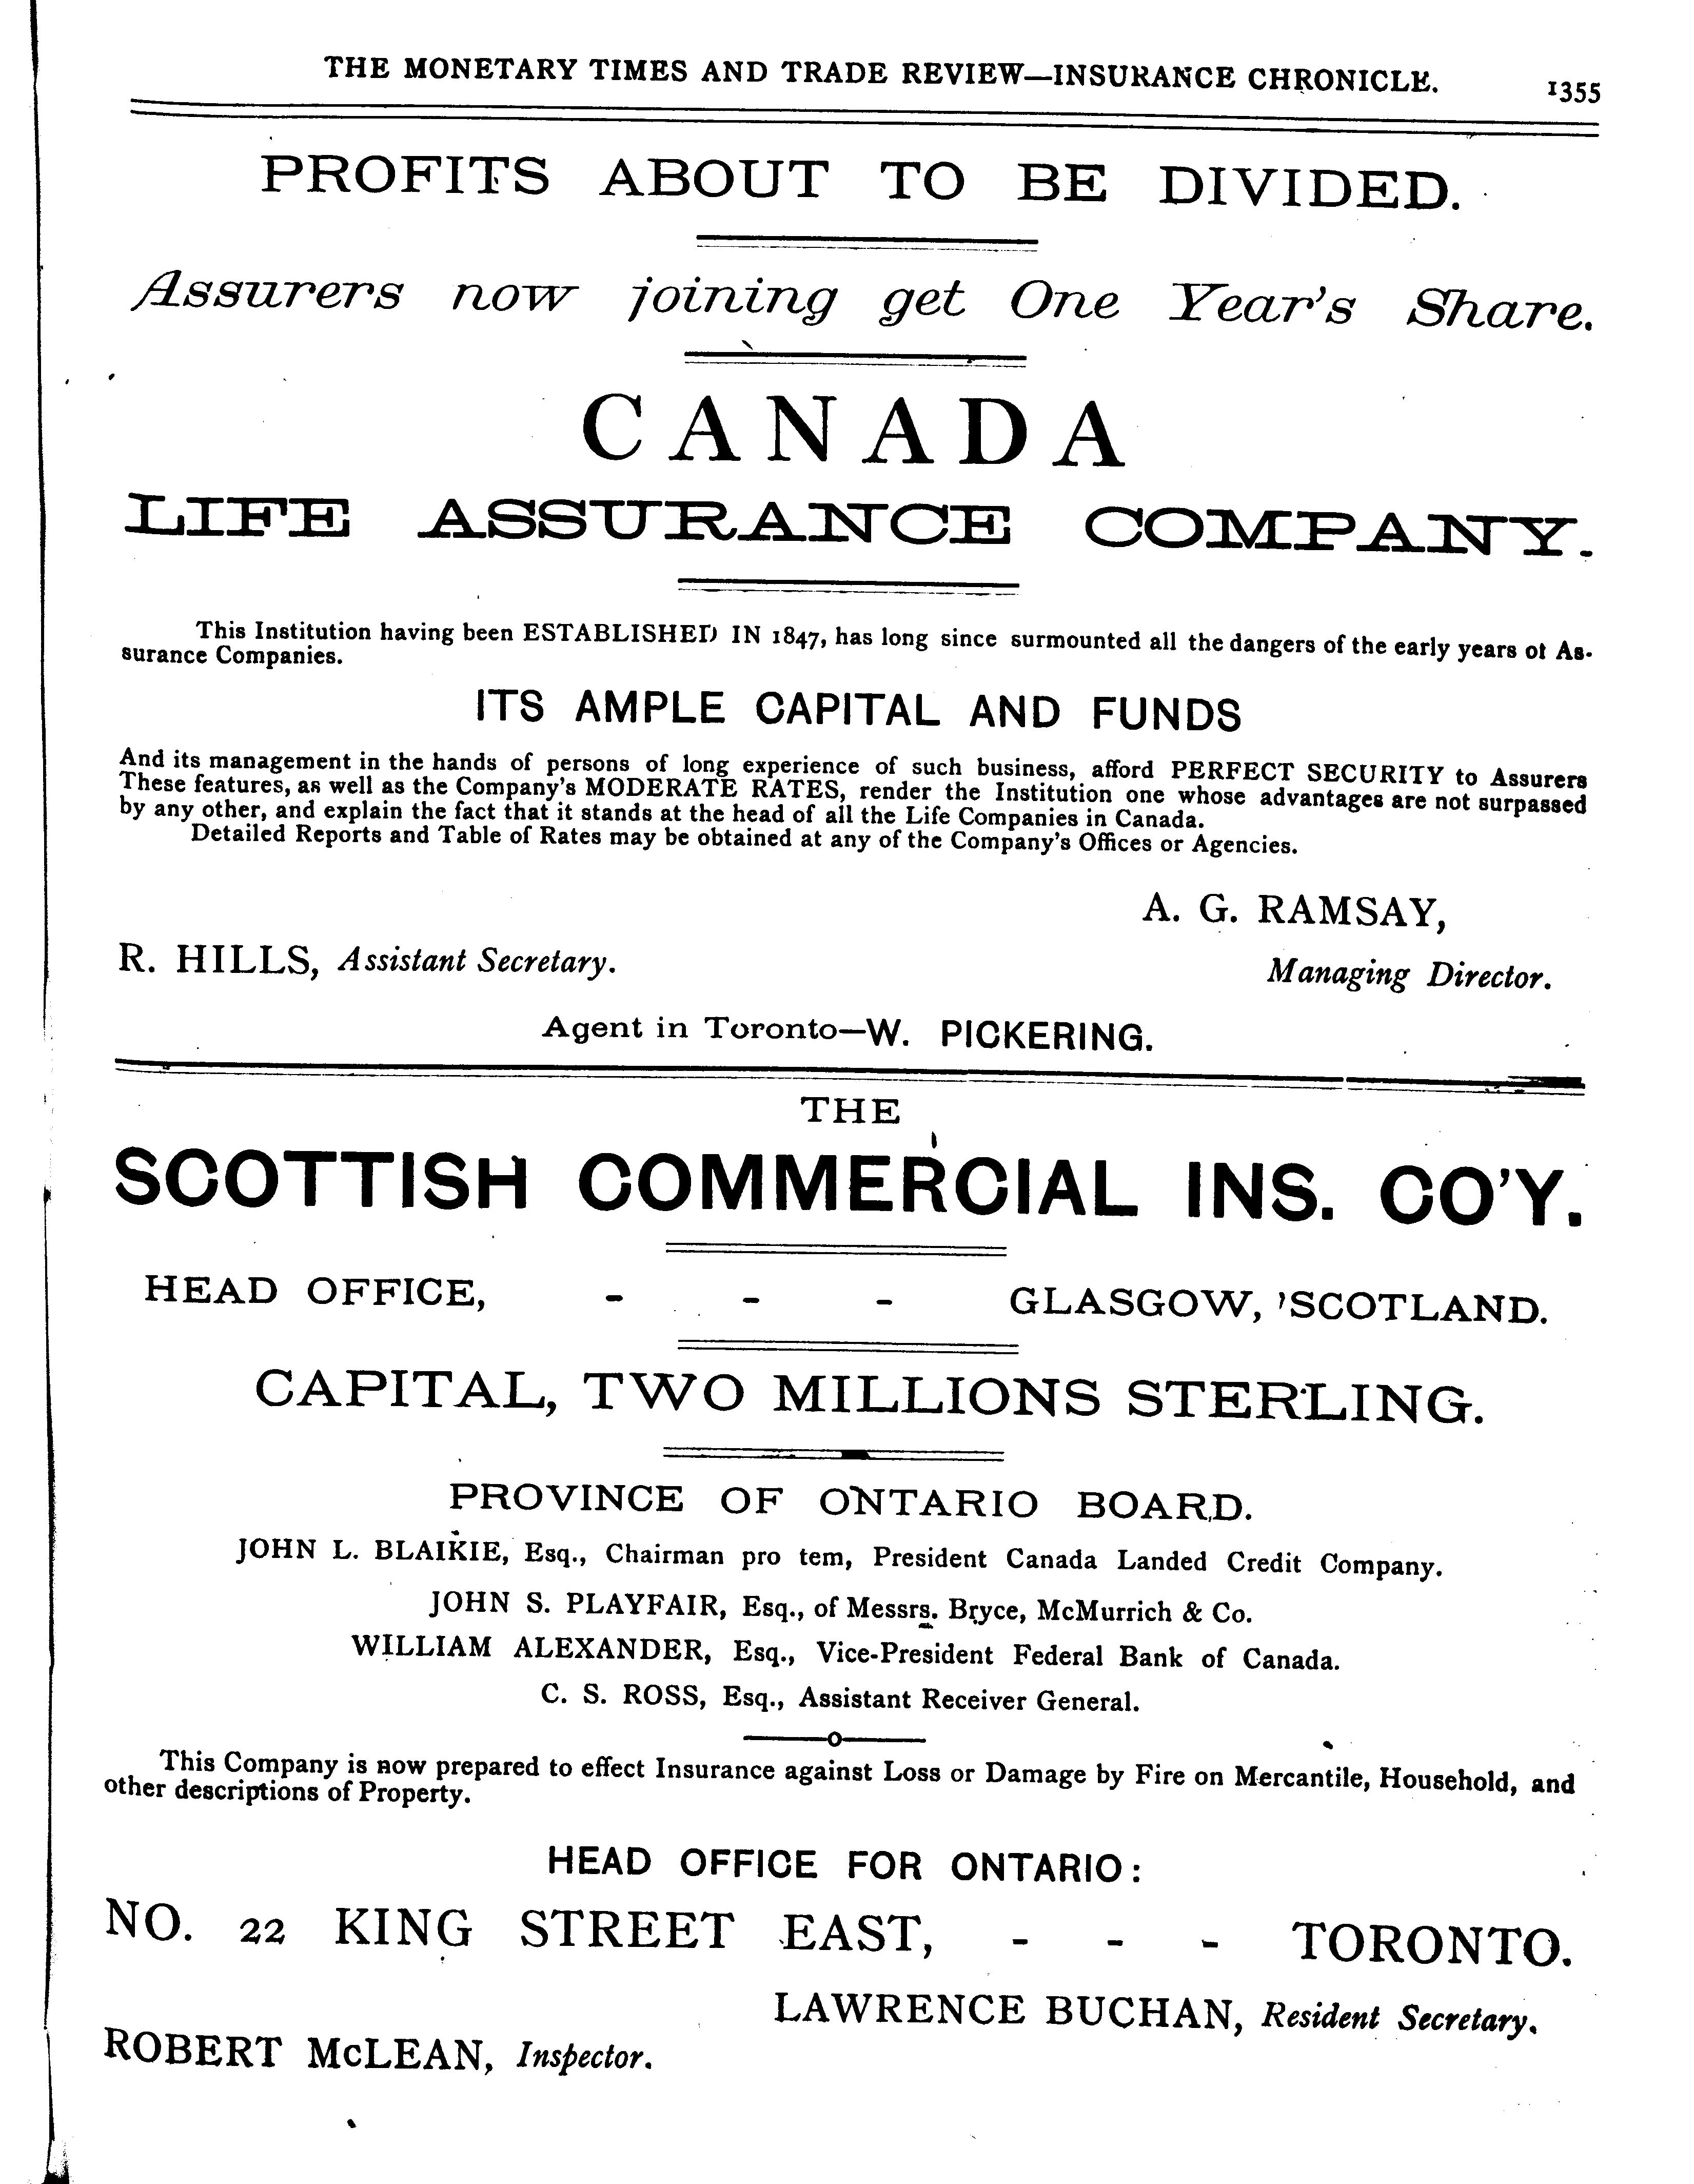 THE MONETARY TIMES AND TRADE REVIEW—INSURANCE CHRONICLE. 1355
PROFITS ABOUT TO BE DIVIDED.
Assurers now joining get One Year's Share.
CANADA
LIFE ASSURANCE COMPANY.
This Institution having been ESTABLISHED IN 1847, has long since surmounted all the dangers of the early years of As-
surance Companies.
ITS AMPLE CAPITAL AND FUNDS
And its management in the hands of persons of long experience of such business, afford PERFECT SECURITY to Assurers
These features, as well as the Company's MODERATE RATES, render the Institution one whose advantages are not surpassed
by any other, and explain the fact that it stands at the head of all the Life Companies in Canada.
Detailed Reports and Table of Rates may be obtained at any of the Company's Offices or Agencies.
A. G. RAMSAY,
R. HILLS, Assistant Secretary. Managing Director.
Agent in Toronto—W. PICKERING.
THE
SCOTTISH COMMERCIAL INS. CO'Y.
HEAD OFFICE, - - - GLASGOW, SCOTLAND.
CAPITAL, TWO MILLIONS STERLING.
PROVINCE OF ONTARIO BOARD.
JOHN L. BLAIKIE, Esq., Chairman pro tem, President Canada Landed Credit Company.
JOHN S. PLAYFAIR, Esq., of Messrs. Bryce, McMurrich & Co.
WILLIAM ALEXANDER, Esq., Vice-President Federal Bank of Canada.
C. S. ROSS, Esq., Assistant Receiver General.
This Company is now prepared to effect Insurance against Loss or Damage by Fire on Mercantile, Household, and
other descriptions of Property.
HEAD OFFICE FOR ONTARIO:
NO. 22 KING STREET EAST, - - - TORONTO.
LAWRENCE BUCHAN, Resident Secretary.
ROBERT McLEAN, Inspector.